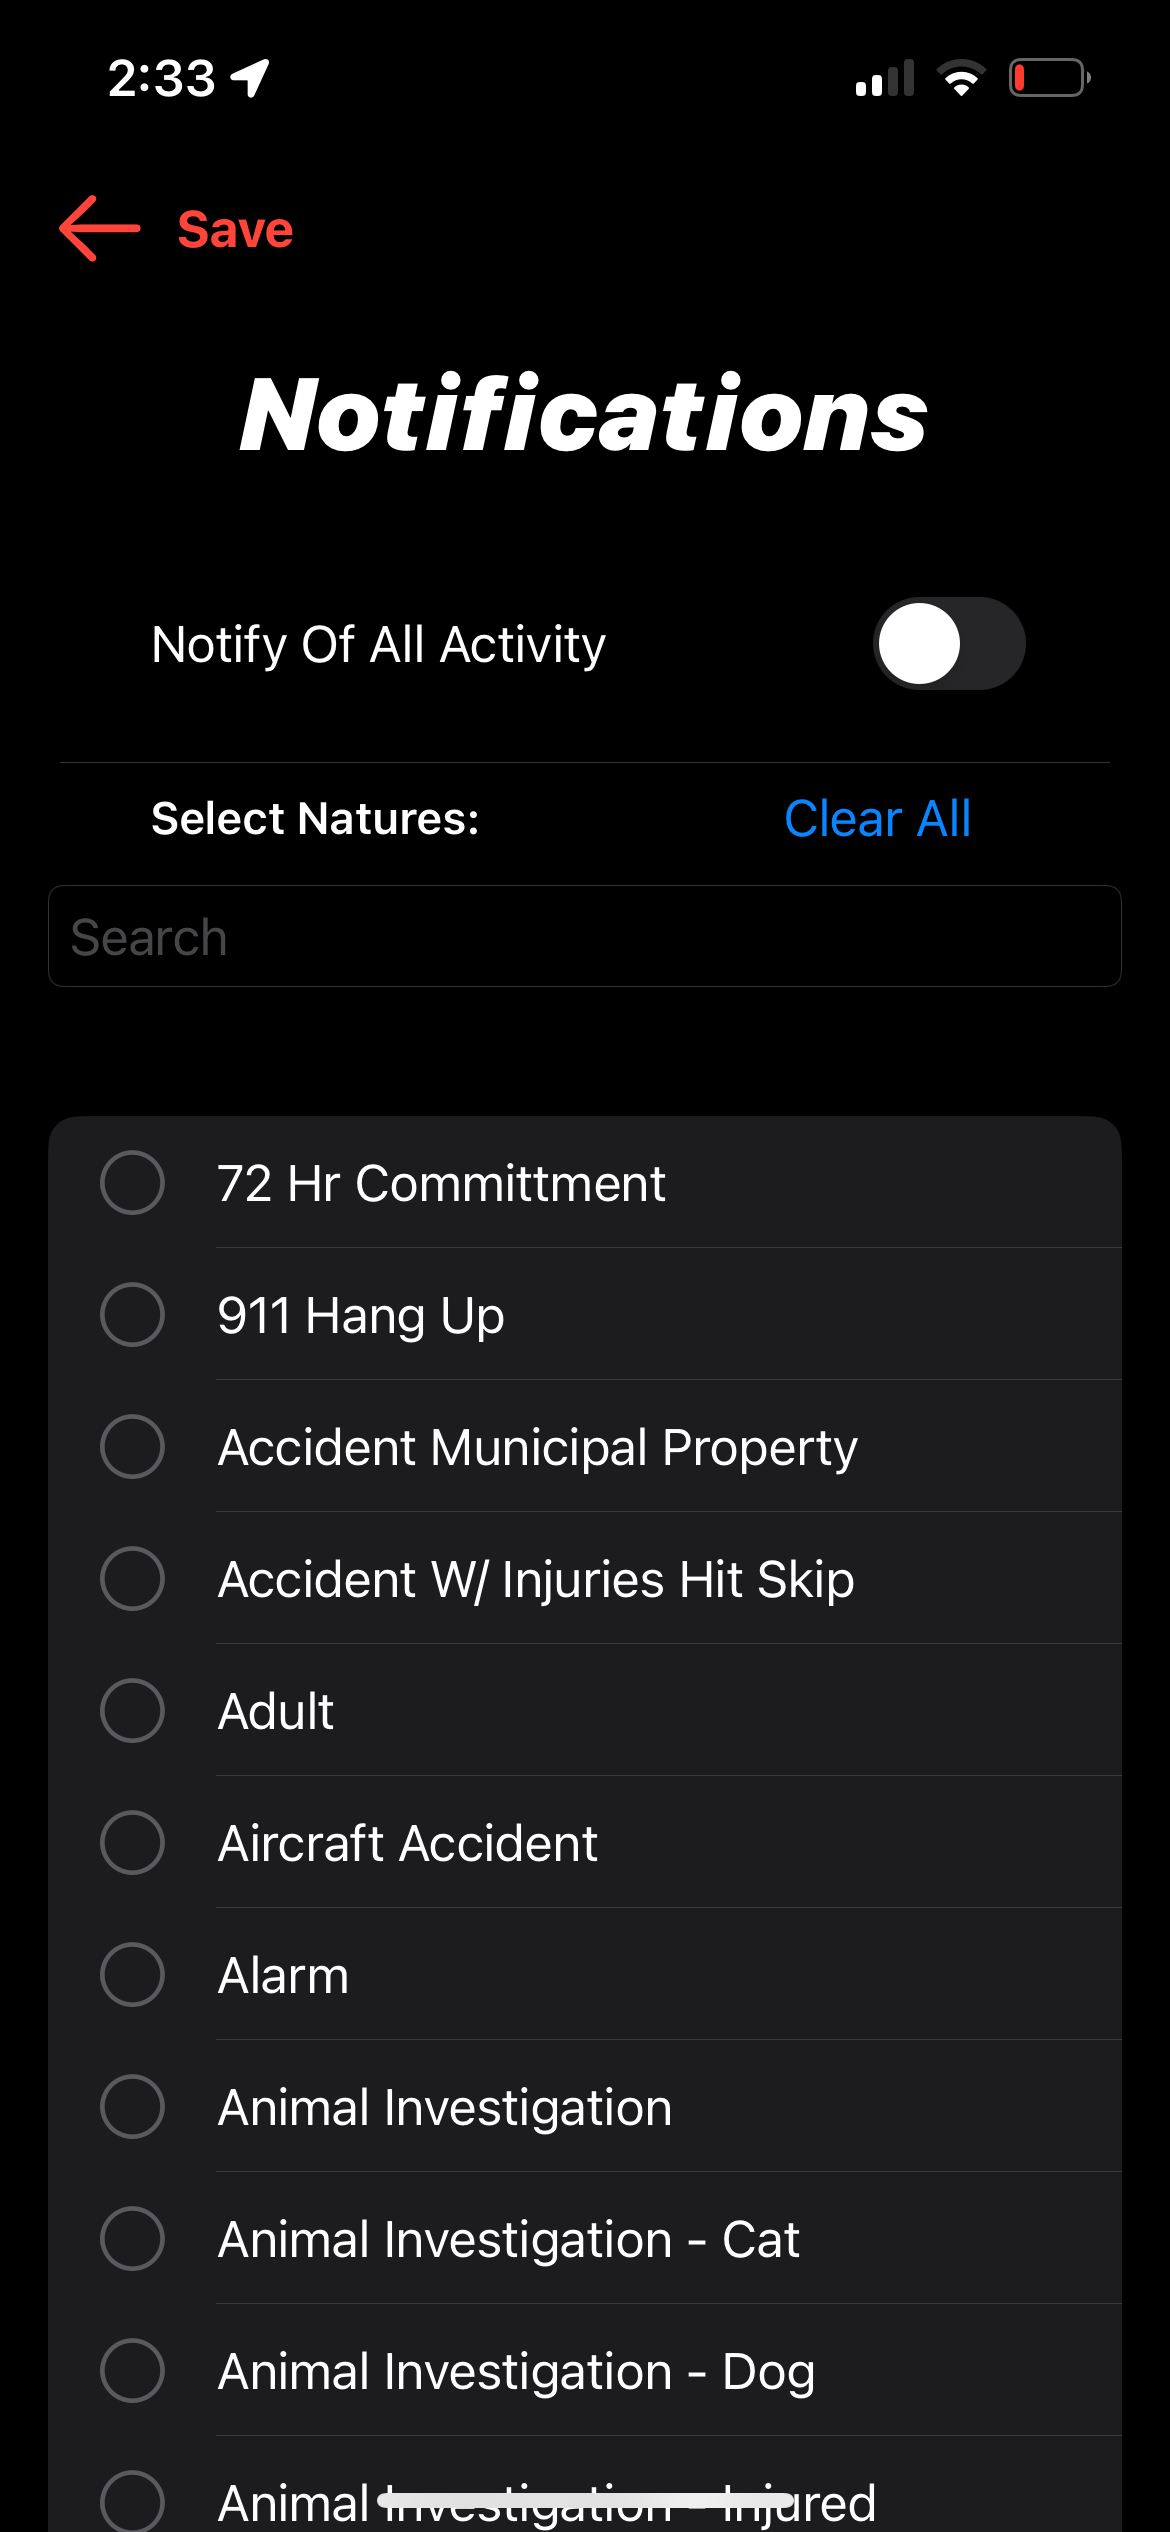 2:33
Save
Notifications
Notify Of All Activity
Select Natures:
Clear All
Search
72 Hr Committment
911 Hang Up
Accident Municipal Property
Accident W/ Injuries Hit Skip
Adult
Aircraft Accident
Alarm
Animal Investigation
Animal Investigation - Cat
Animal Investigation - Dog
Animal Investigation - Injured